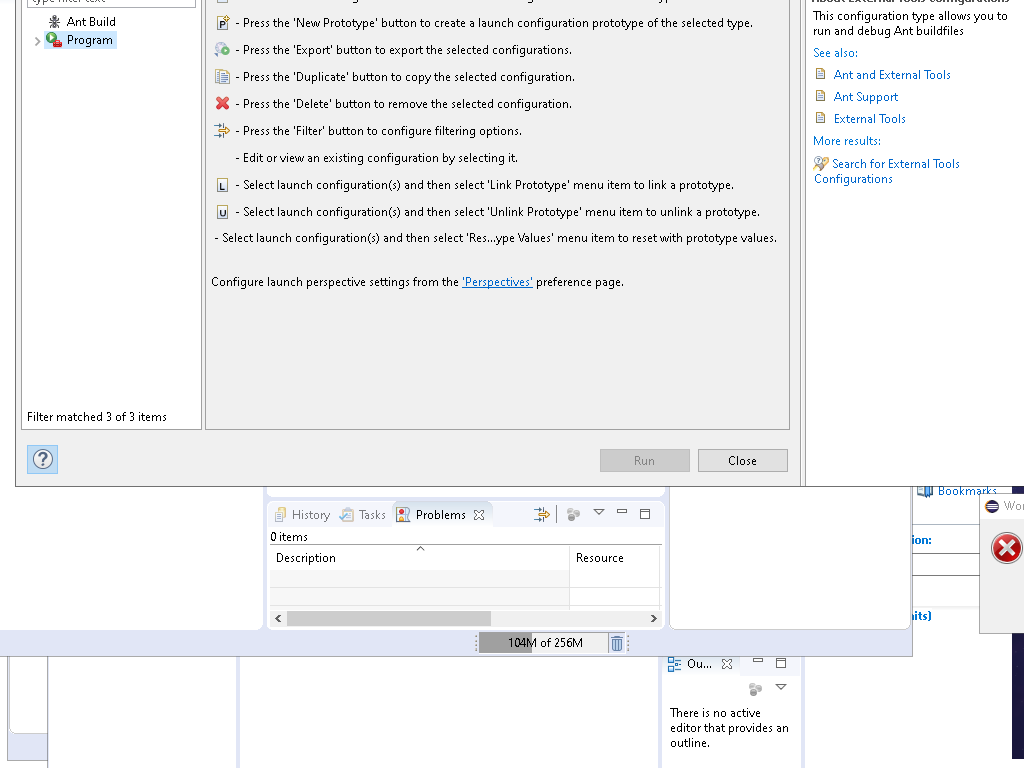 Ant Build
Program
Filter matched 3 of 3 items
- Press the 'New Prototype' button to create a launch configuration prototype of the selected type.
- Press the 'Export' button to export the selected configurations.
- Press the 'Duplicate' button to copy the selected configuration.
- Press the 'Delete' button to remove the selected configuration.
- Press the 'Filter' button to configure filtering options.
- Edit or view an existing configuration by selecting it.
L - Select launch configuration(s) and then select 'Link Prototype' menu item to link a prototype.
U - Select launch configuration(s) and then select 'Unlink Prototype' menu item to unlink a prototype.
- Select launch configuration(s) and then select 'Res...ype Values' menu item to reset with prototype values.
Configure launch perspective settings from the 'Perspectives' preference page.
Run
Close
About External Tools Configurations
This configuration type allows you to
run and debug Ant buildfiles
See also:
Ant and External Tools
Ant Support
External Tools
More results:
Search for External Tools
Configurations
Bookmarks
Wor
ion:
nits)
History
Tasks
Problems
0 items
Description
Resource
104M of 256M
Ou...
There is no active
editor that provides an
outline.